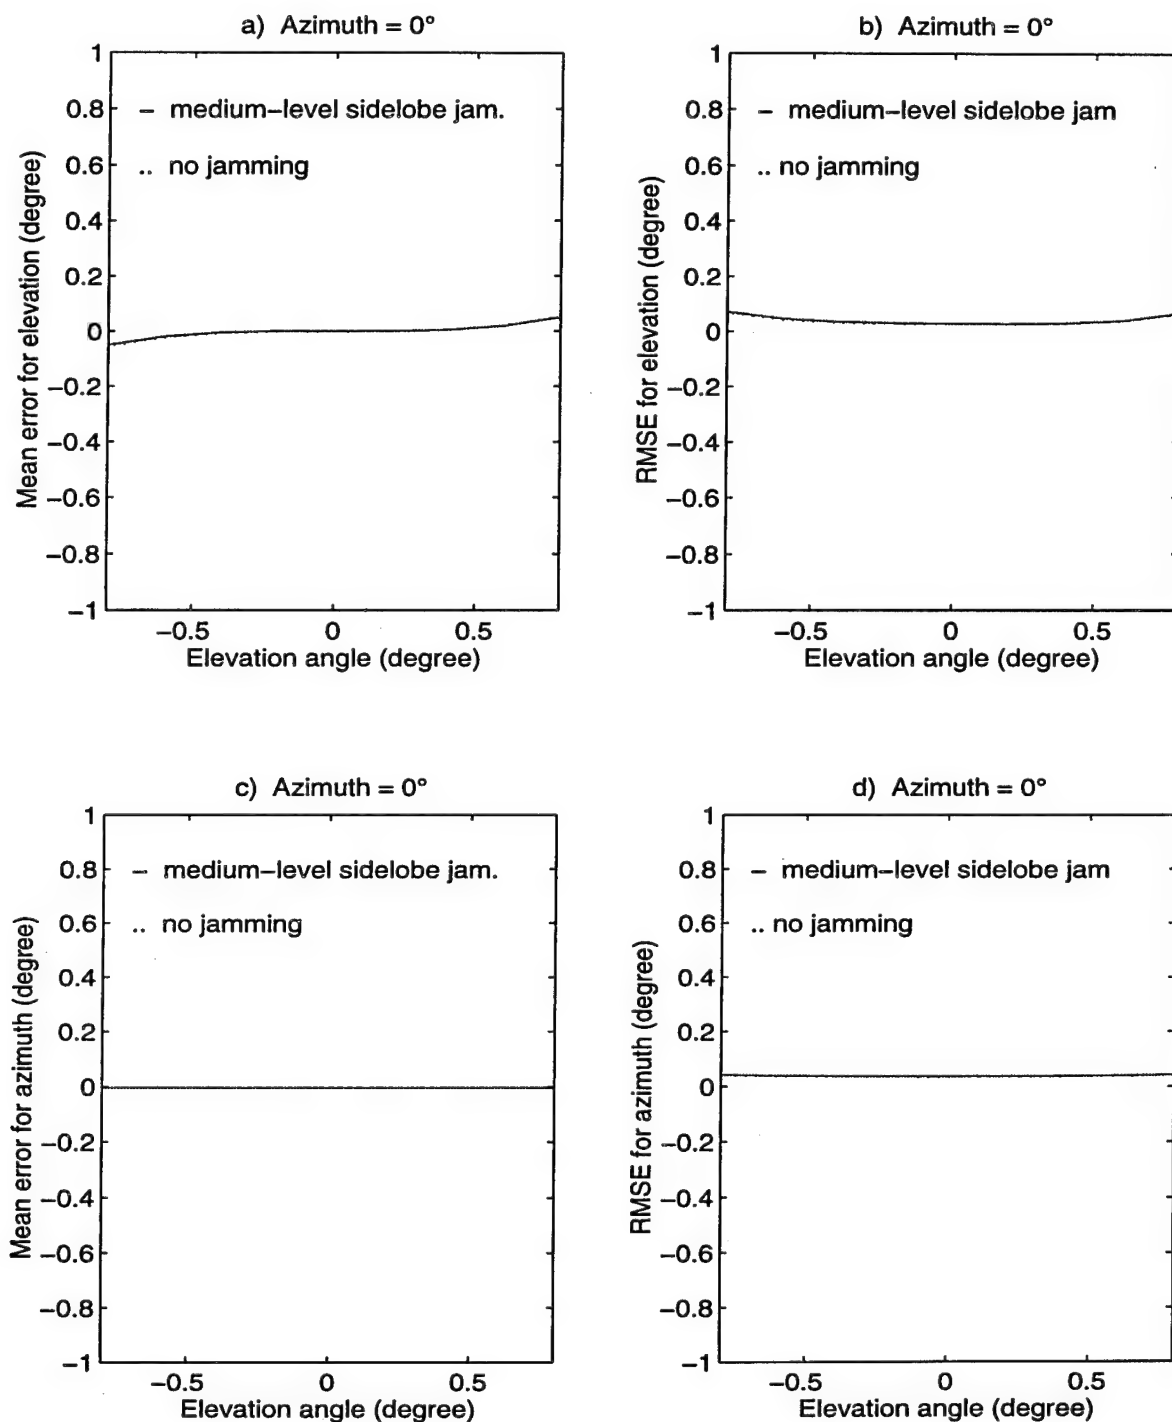 a) Azimuth = 0°
1
0.8
0.6
0.4
0.2
0
−0.2
−0.4
−0.6
−0.8
−1
– medium–level sidelobe jam.
.. no jamming
Mean error for elevation (degree)
−0.5 0 0.5
Elevation angle (degree)
b) Azimuth = 0°
1
0.8
0.6
0.4
0.2
0
−0.2
−0.4
−0.6
−0.8
−1
– medium–level sidelobe jam
.. no jamming
RMSE for elevation (degree)
−0.5 0 0.5
Elevation angle (degree)
c) Azimuth = 0°
1
0.8
0.6
0.4
0.2
0
−0.2
−0.4
−0.6
−0.8
−1
– medium–level sidelobe jam.
.. no jamming
Mean error for azimuth (degree)
−0.5 0 0.5
Elevation angle (degree)
d) Azimuth = 0°
1
0.8
0.6
0.4
0.2
0
−0.2
−0.4
−0.6
−0.8
−1
– medium–level sidelobe jam
.. no jamming
RMSE for azimuth (degree)
−0.5 0 0.5
Elevation angle (degree)